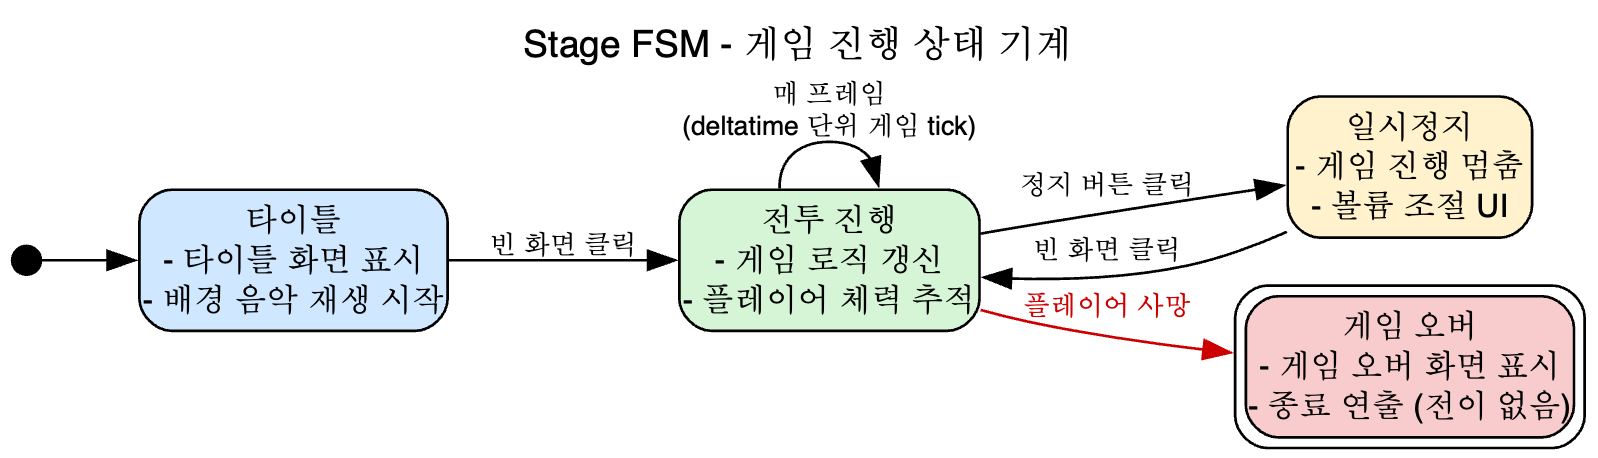 Stage FSM - 게임 진행 상태 기계
매 프레임
(deltatime 단위 게임 tick)
타이틀
- 타이틀 화면 표시
- 배경 음악 재생 시작
빈 화면 클릭
전투 진행
- 게임 로직 갱신
- 플레이어 체력 추적
정지 버튼 클릭
빈 화면 클릭
플레이어 사망
일시정지
- 게임 진행 멈춤
- 볼륨 조절 UI
게임 오버
- 게임 오버 화면 표시
- 종료 연출 (전이 없음)